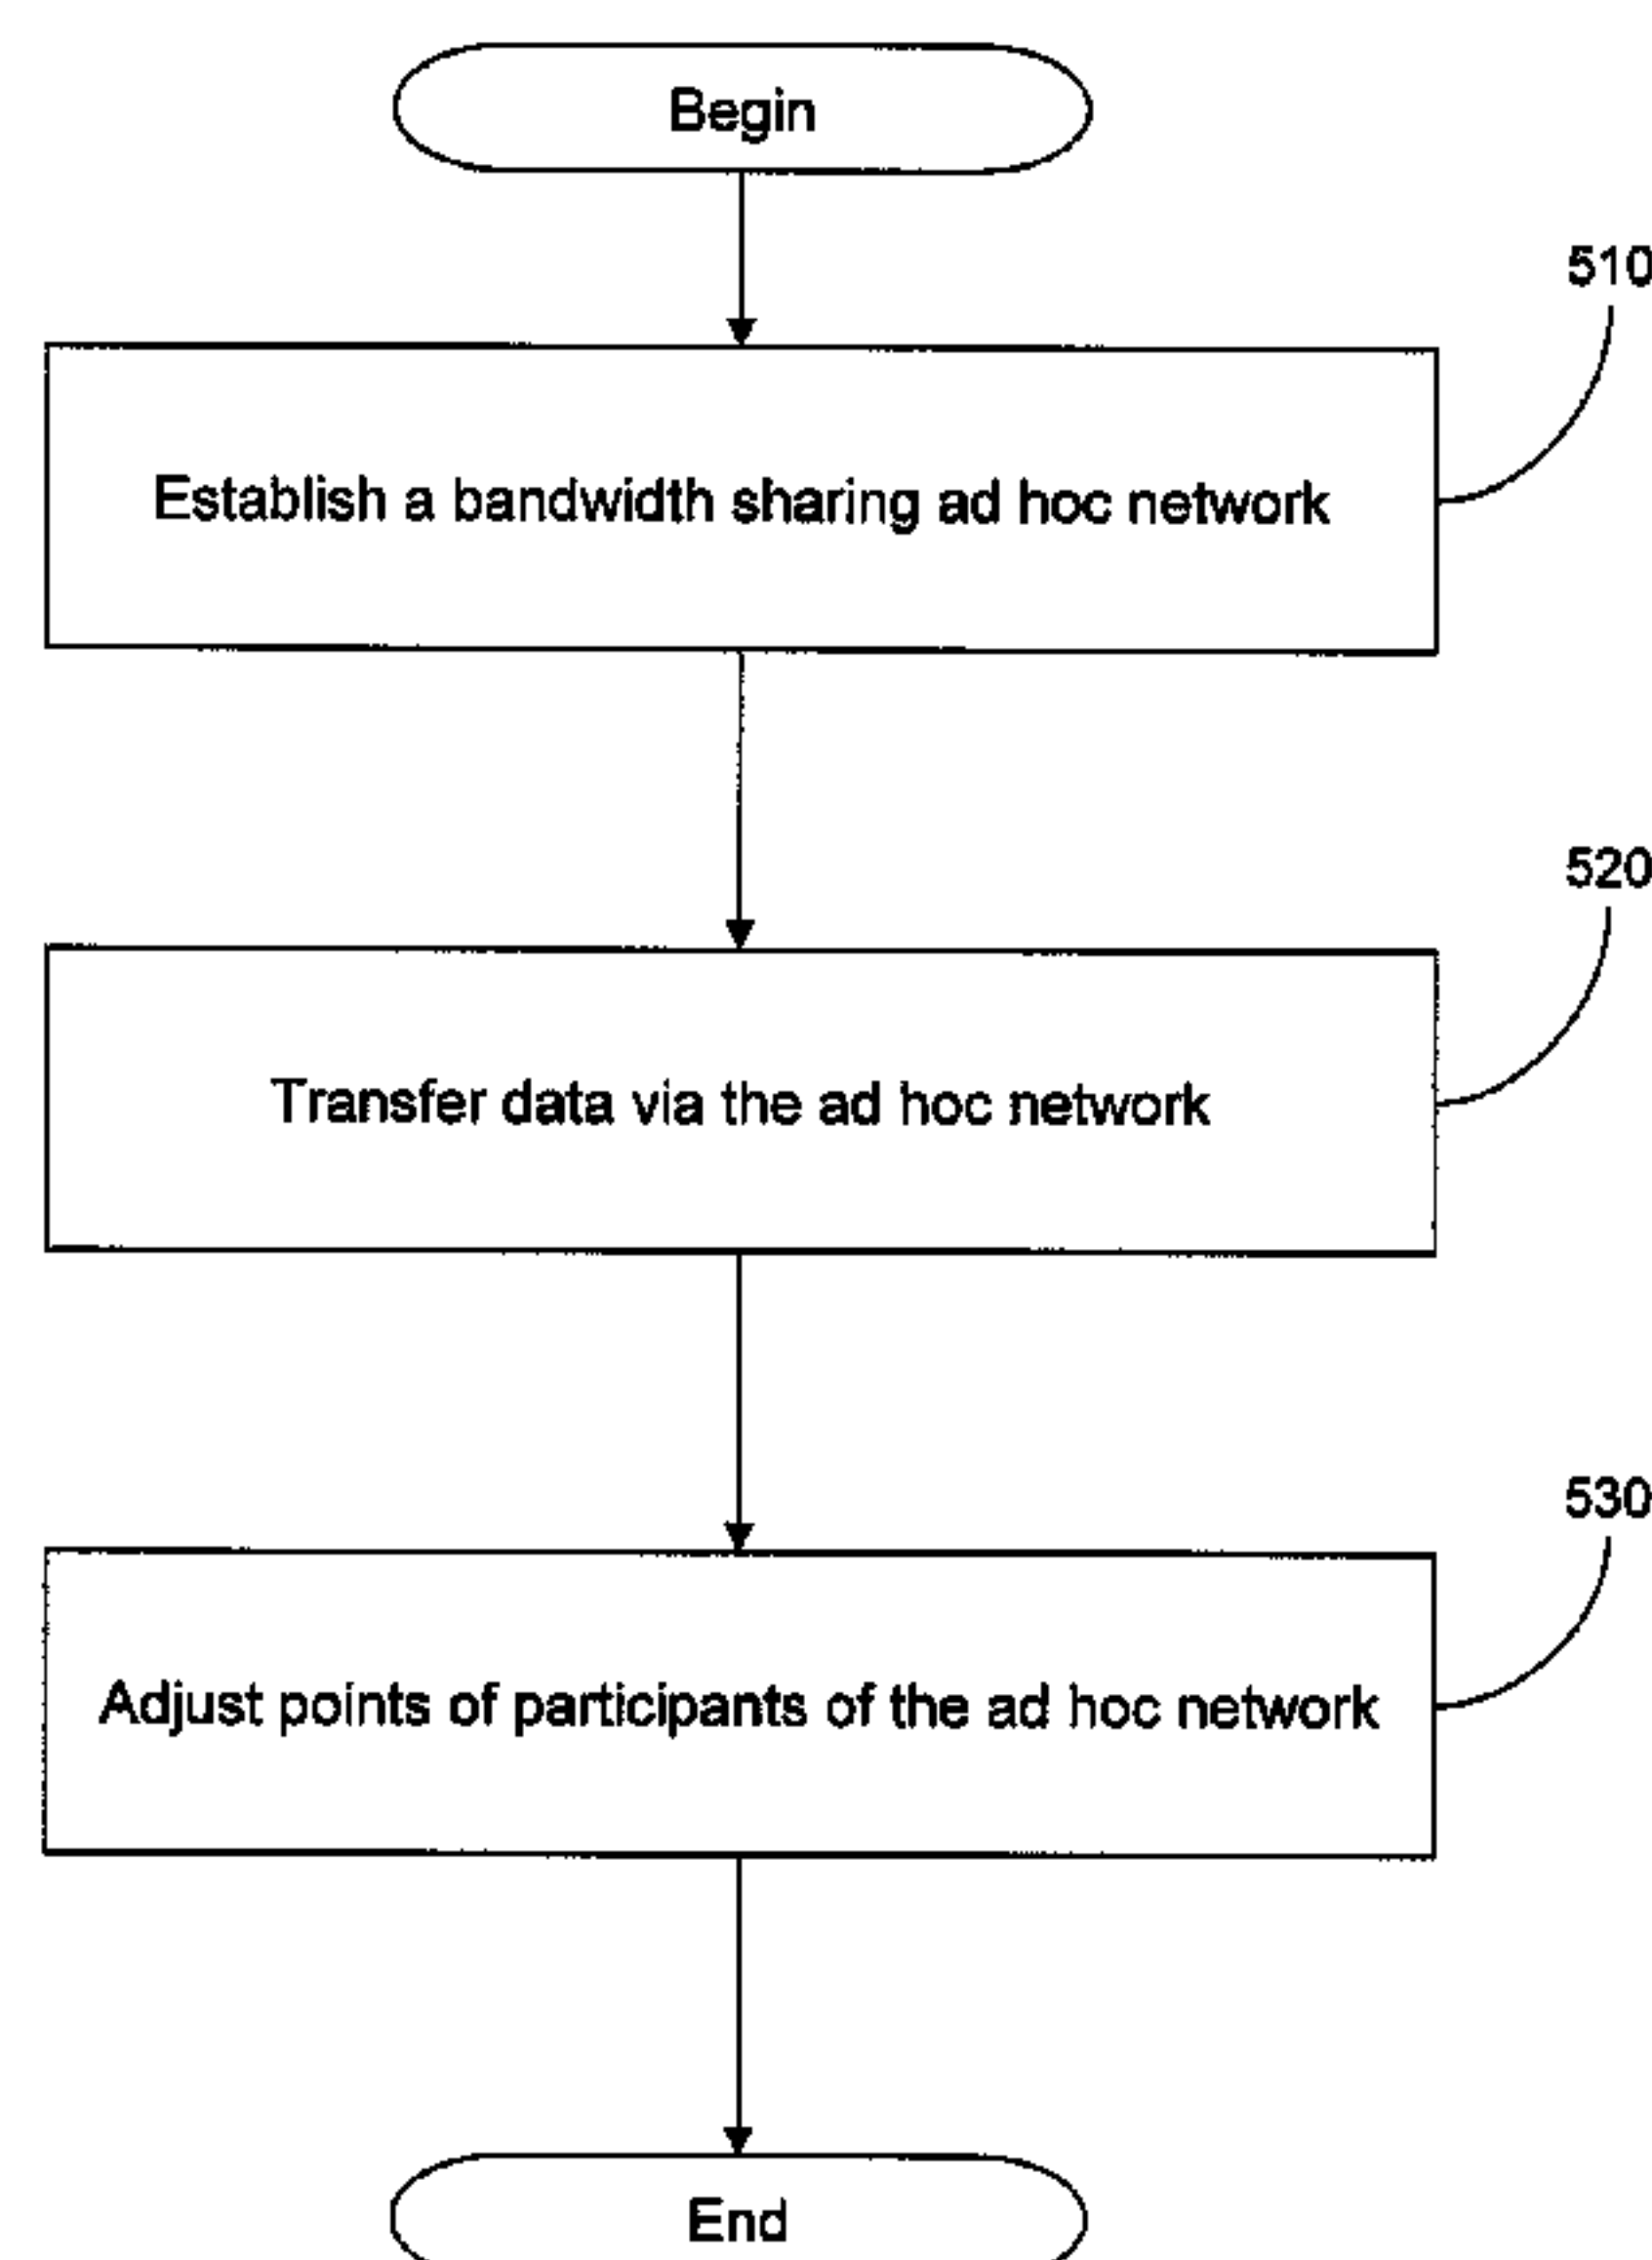 Begin
510
Establish a bandwidth sharing ad hoc network
520
Transfer data via the ad hoc network
530
Adjust points of participants of the ad hoc network
End